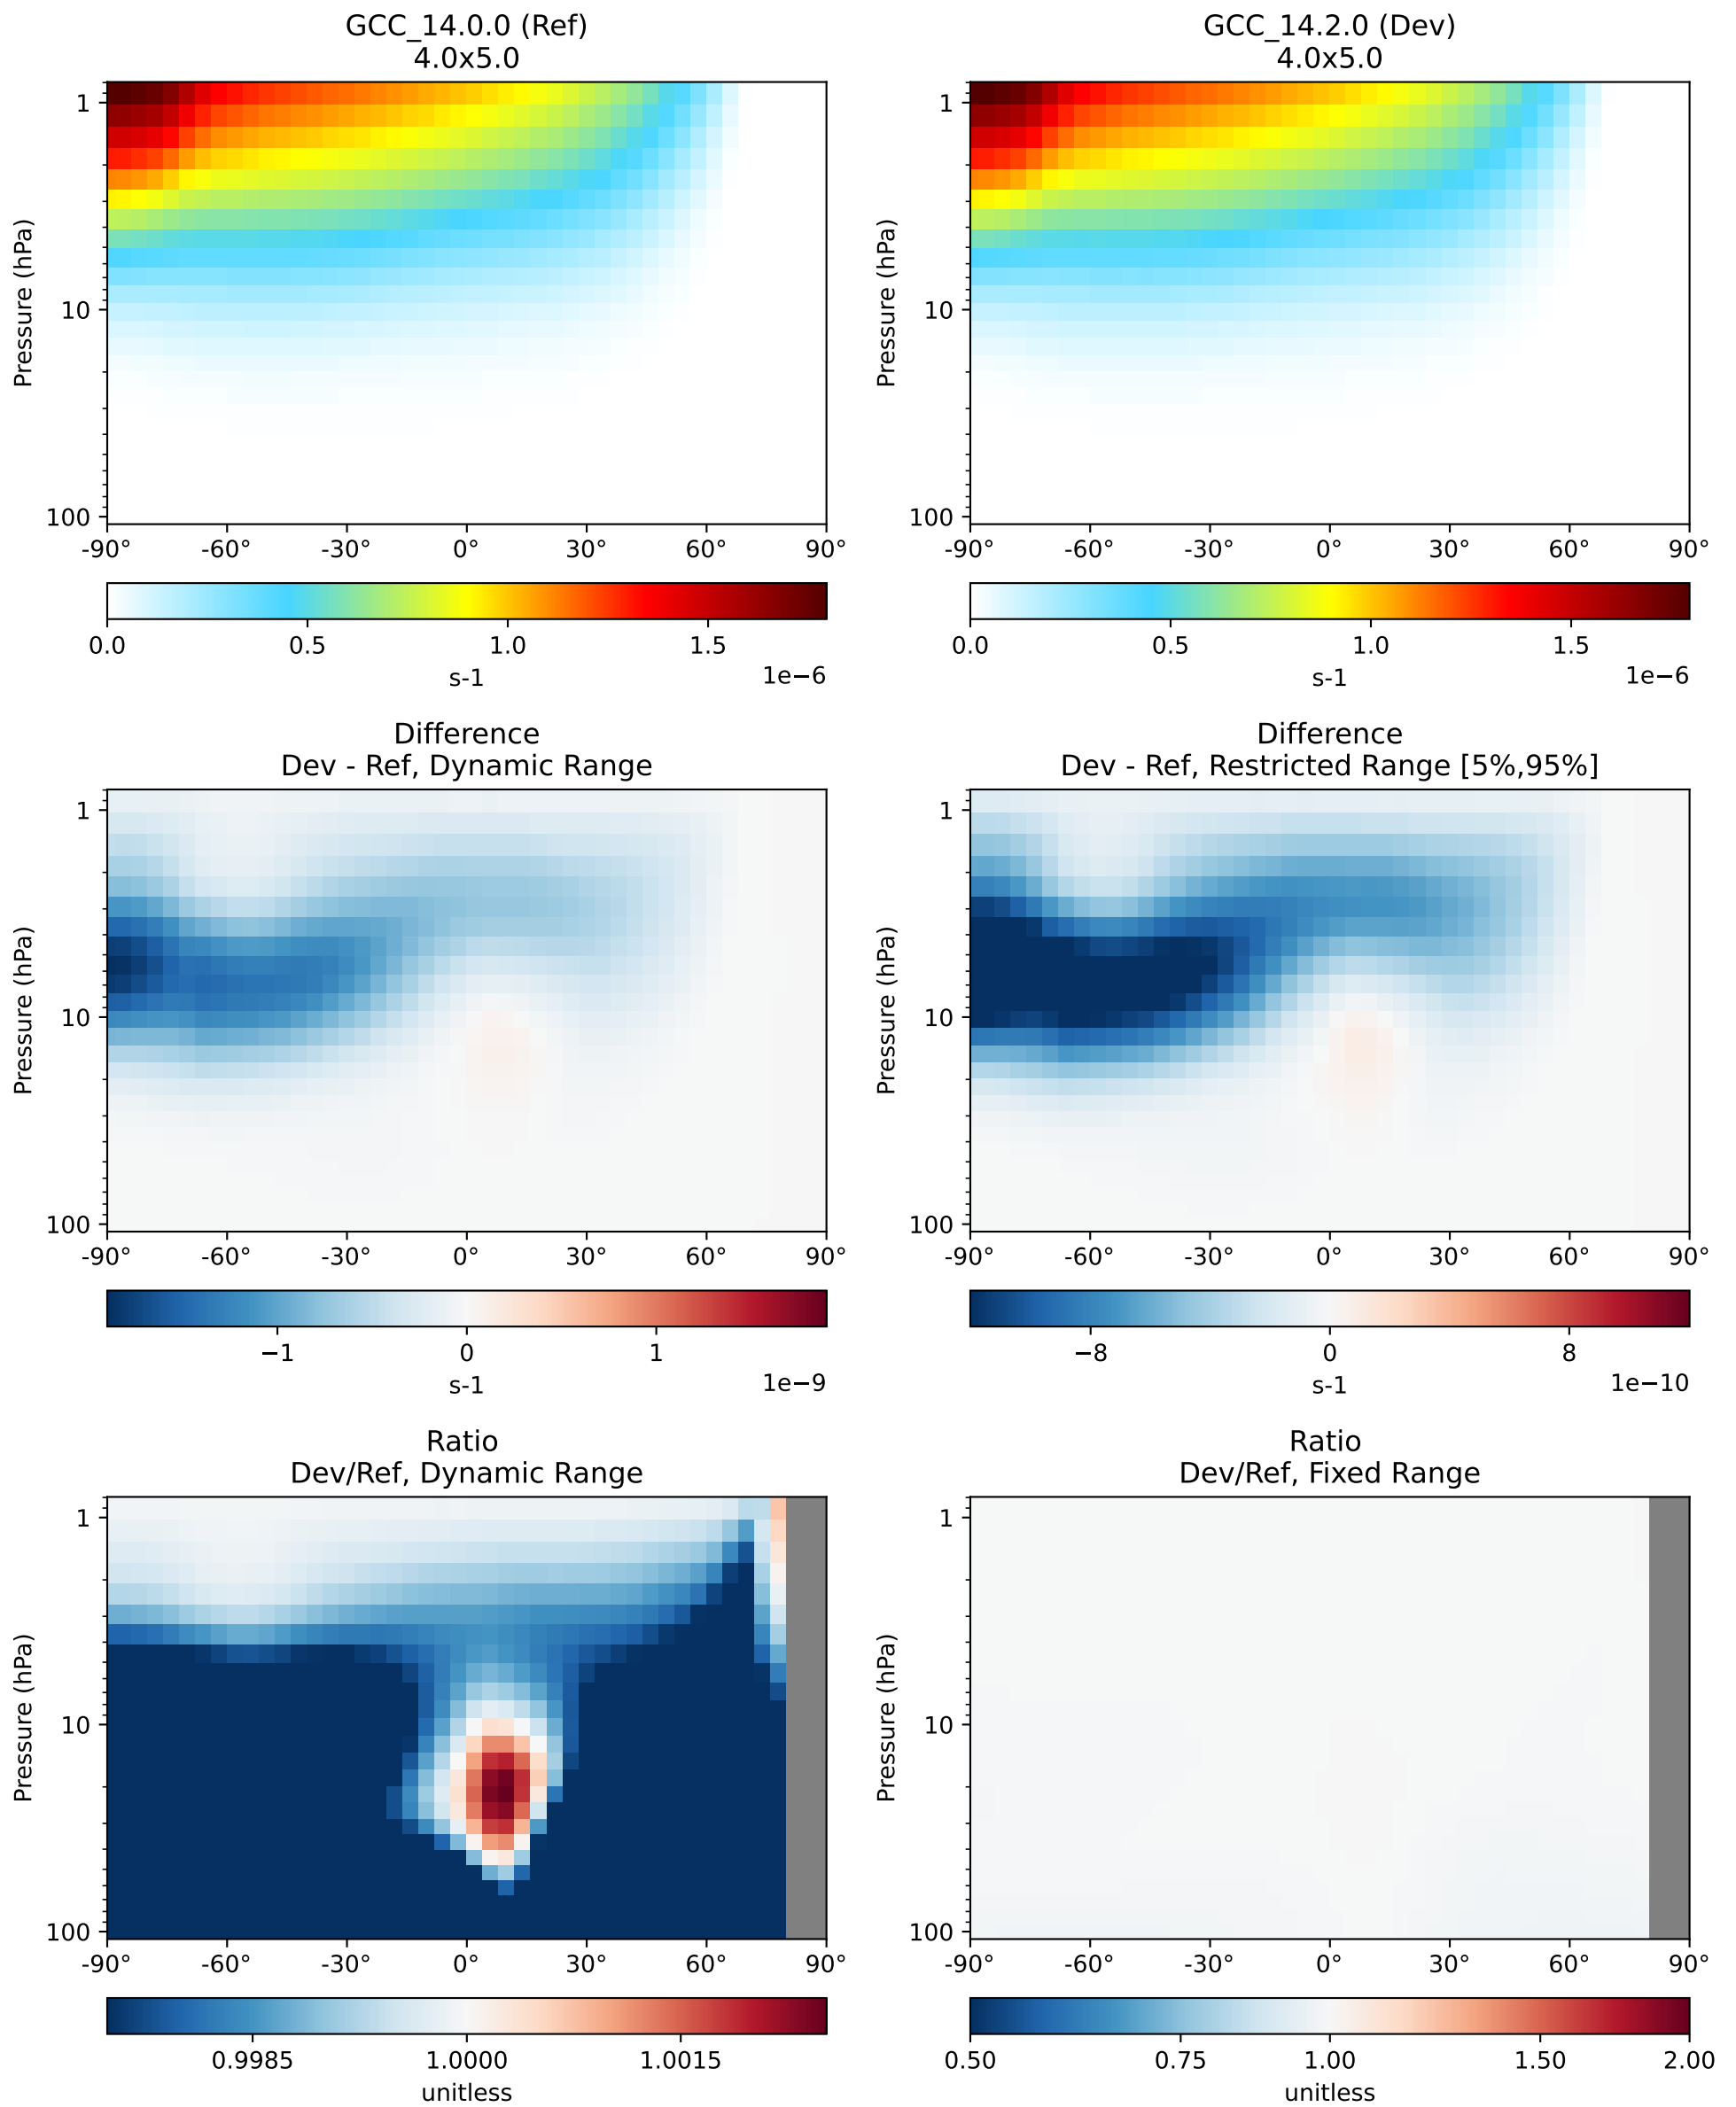 GCC_14.0.0 (Ref)
4.0x5.0
Pressure (hPa)
1
10
100
-90° -60° -30° 0° 30° 60° 90°
0.0 0.5 1.0 1.5
s-1
1e−6
GCC_14.2.0 (Dev)
4.0x5.0
Pressure (hPa)
1
10
100
-90° -60° -30° 0° 30° 60° 90°
0.0 0.5 1.0 1.5
s-1
1e−6
Difference
Dev - Ref, Dynamic Range
Pressure (hPa)
1
10
100
-90° -60° -30° 0° 30° 60° 90°
−1 0 1
s-1
1e−9
Difference
Dev - Ref, Restricted Range [5%,95%]
Pressure (hPa)
1
10
100
-90° -60° -30° 0° 30° 60° 90°
−8 0 8
s-1
1e−10
Ratio
Dev/Ref, Dynamic Range
Pressure (hPa)
1
10
100
-90° -60° -30° 0° 30° 60° 90°
0.9985 1.0000 1.0015
unitless
Ratio
Dev/Ref, Fixed Range
Pressure (hPa)
1
10
100
-90° -60° -30° 0° 30° 60° 90°
0.50 0.75 1.00 1.50 2.00
unitless